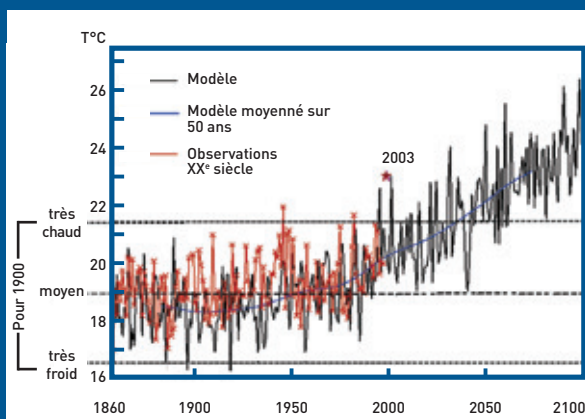 T°C
26
24
22
20
18
16
Modèle
Modèle moyenné sur
50 ans
Observations
XXe siècle
2003
très
chaud
moyen
très
froid
Pour 1900
1860
1900
1950
2000
2050
2100